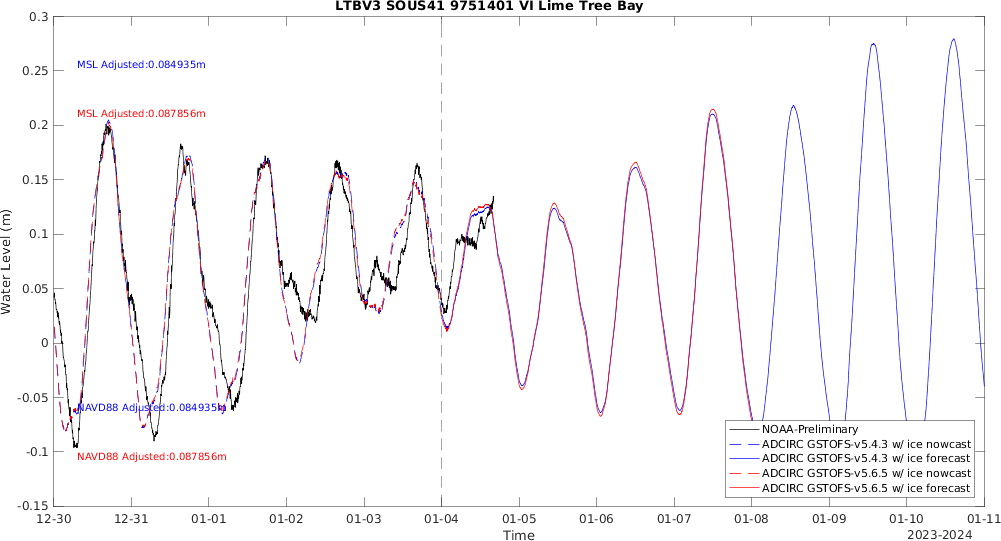 LTBV3 SOUS41 9751401 VI Lime Tree Bay
0.3
0.25
0.2
0.15
0.1
0.05
0
-0.05
-0.1
-0.15
Water Level (m)
MSL Adjusted:0.084935m
MSL Adjusted:0.087856m
NAVD88 Adjusted:0.084935m
NAVD88 Adjusted:0.087856m
NOAA-Preliminary
ADCIRC GSTOFS-v5.4.3 w/ ice nowcast
ADCIRC GSTOFS-v5.4.3 w/ ice forecast
ADCIRC GSTOFS-v5.6.5 w/ ice nowcast
ADCIRC GSTOFS-v5.6.5 w/ ice forecast
12-30 12-31 01-01 01-02 01-03 01-04 01-05 01-06 01-07 01-08 01-09 01-10 01-11
Time
2023-2024